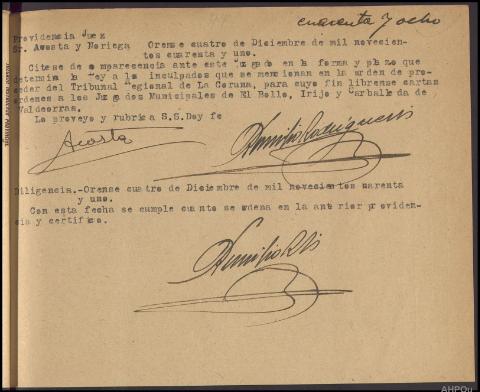 cuarenta y ocho
Providencia Juez
Sr. Acosta y Noriega Orense cuatro de Diciembre de mil novecien-
tos cuarenta y uno.
Citese de comparecencia ante este Juzgado en la forma y plazo que
determina la Ley a los inculpados que se mencionan en la orden de pro-
ceder del Tribunal Regional de La Coruna, para cuyo fin librense cartas
ordenes a los Juzgados Municipales de El Bollo, Irijo y Carballeda de
Valdeorras.
Lo proveyo y rubrica S.S.Doy fe
Acosta
Diligencia.-Orense cuatro de Diciembre de mil novecientos cuarenta
y uno.
Con esta fecha se cumple cuanto se odena en la anterior providen-
cia y certifico.
AHPOu